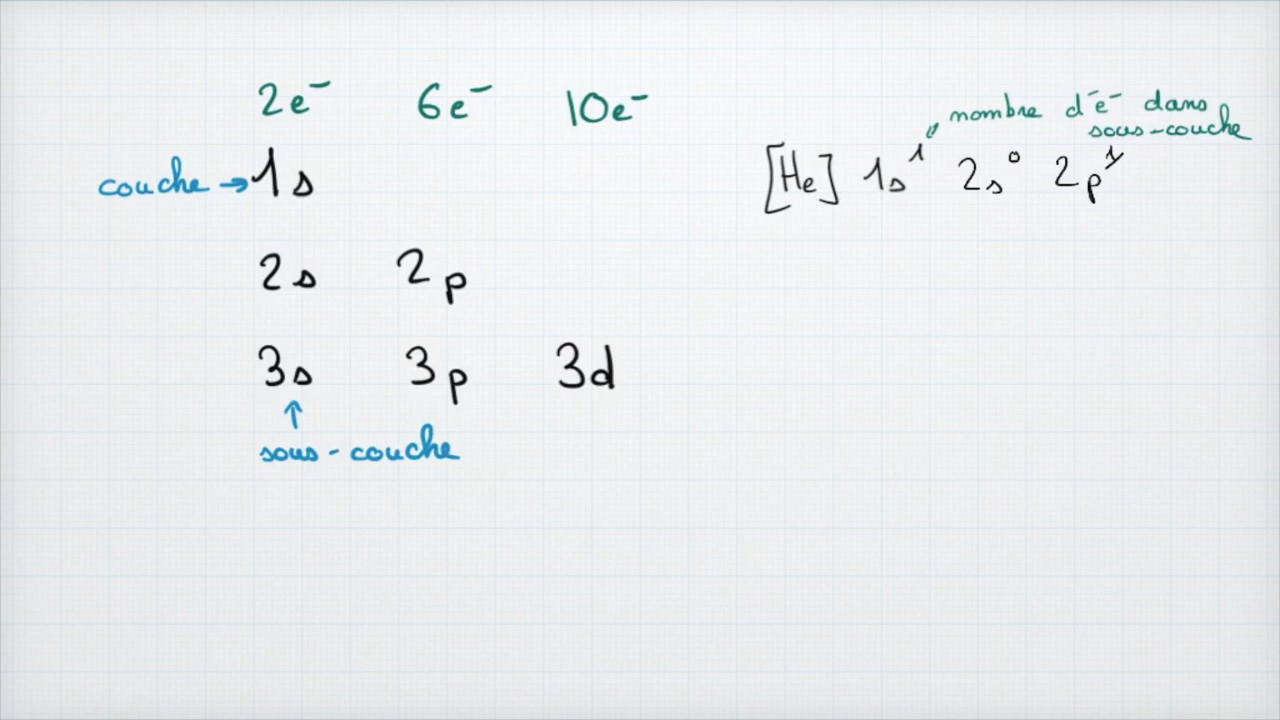 2e⁻ 6e⁻ 10e⁻
nombre d'e⁻ dans
sous-couche
couche → 1s
[He] 1s¹ 2s⁰ 2p¹
2s 2p
3s 3p 3d
↑
sous-couche